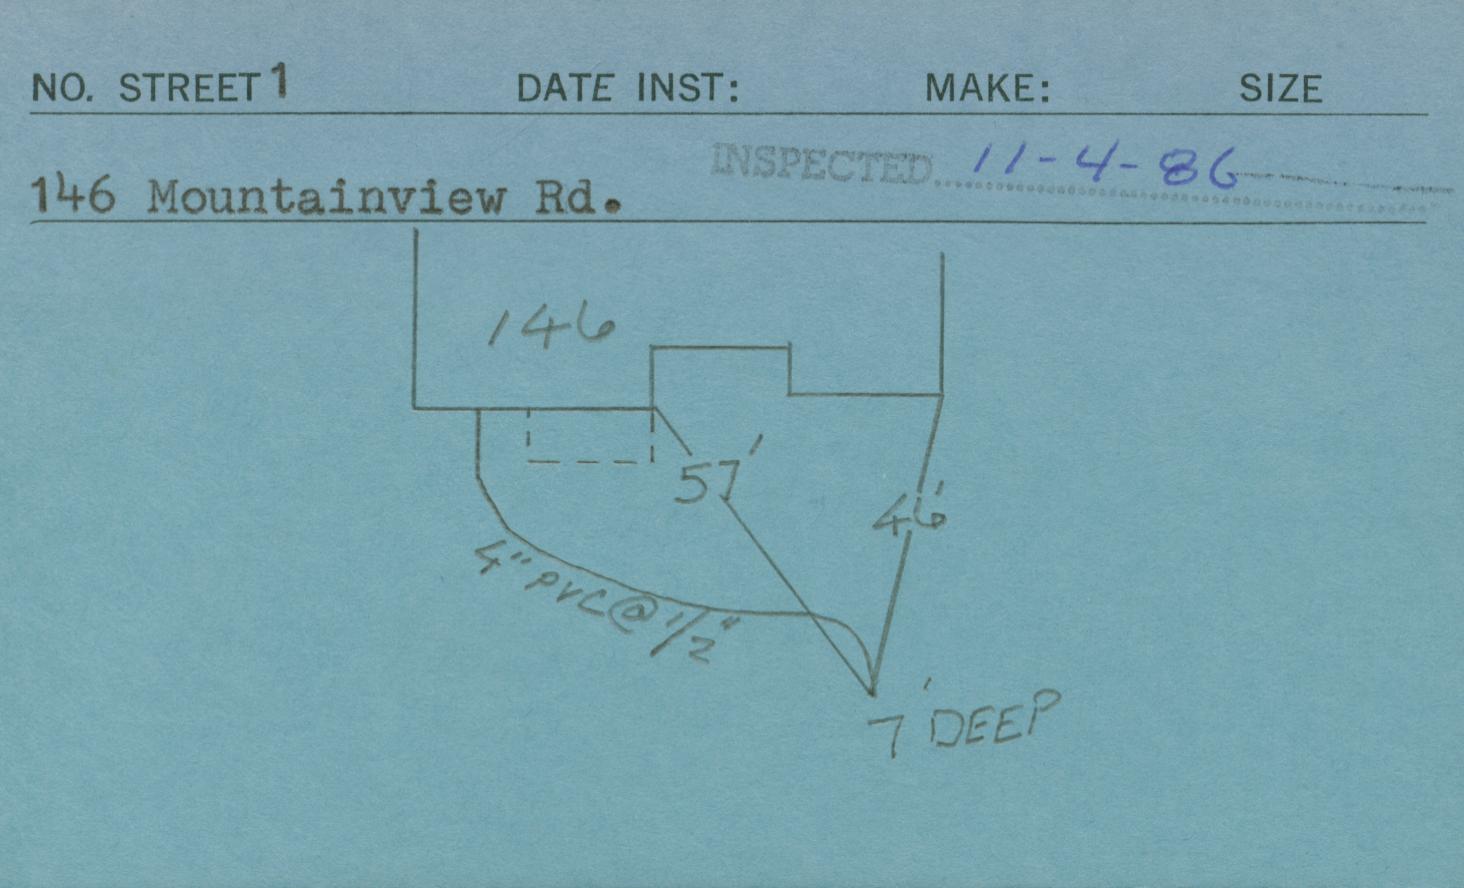 NO. STREET 1 DATE INST: MAKE: SIZE
INSPECTED 11-4-86
146 Mountainview Rd.
146
57'
46'
4" PVC @ 1/2"
7' DEEP